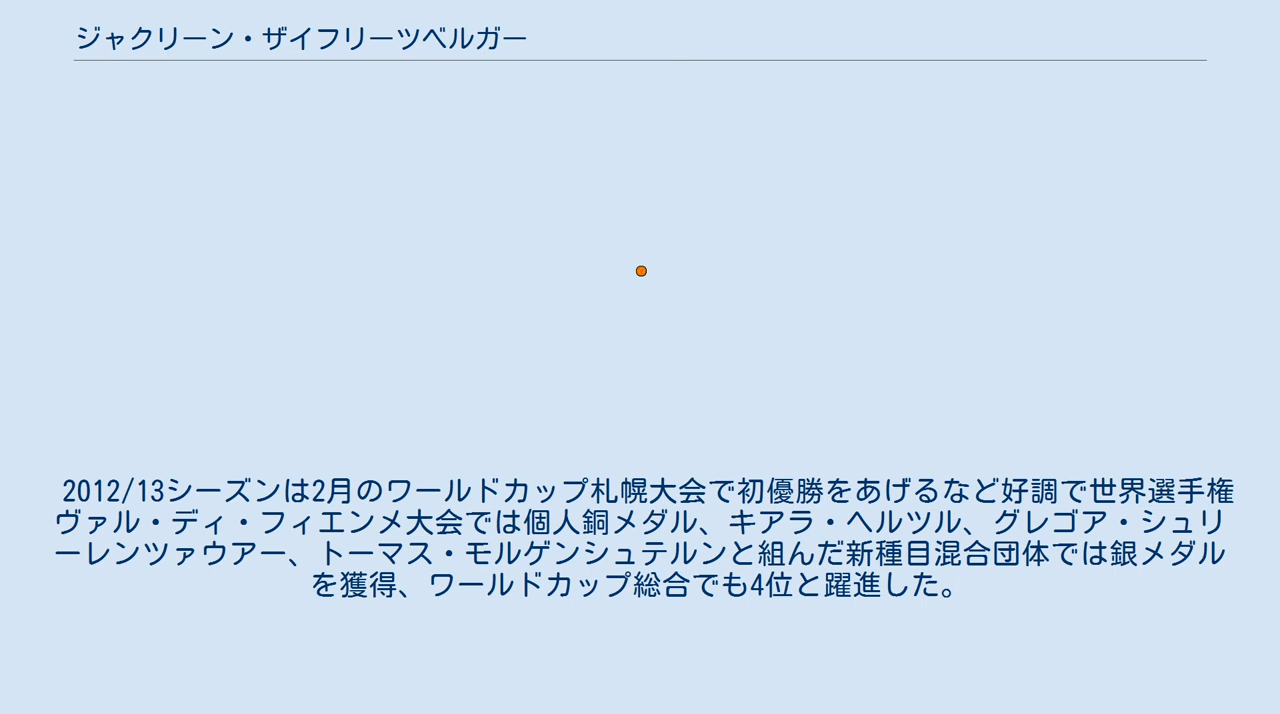 ジャクリーン・ザイフリーツベルガー
2012/13シーズンは2月のワールドカップ札幌大会で初優勝をあげるなど好調で世界選手権
ヴァル・ディ・フィエンメ大会では個人銅メダル、キアラ・ヘルツル、グレゴア・シュリ
ーレンツァウアー、トーマス・モルゲンシュテルンと組んだ新種目混合団体では銀メダル
を獲得、ワールドカップ総合でも4位と躍進した。